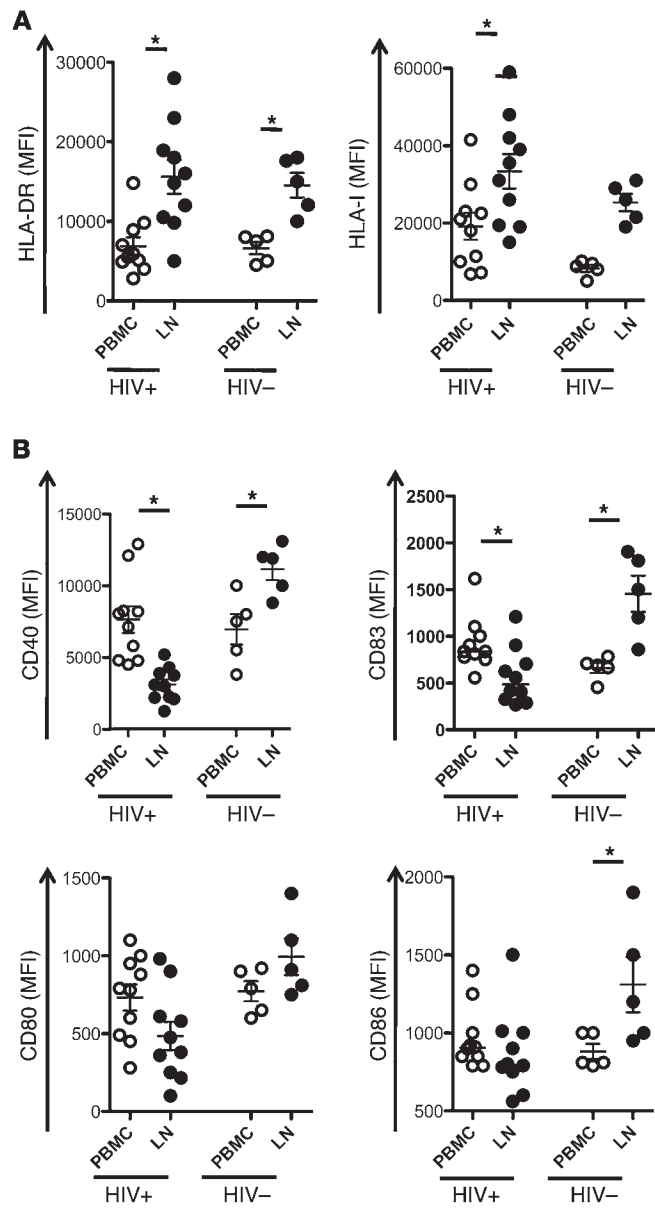 A
*
HLA-DR (MFI)
30000
20000
10000
0
*
PBMC
LN
PBMC
LN
HIV+
HIV–
*
HLA-I (MFI)
60000
40000
20000
0
PBMC
LN
PBMC
LN
HIV+
HIV–
B
CD40 (MFI)
15000
10000
5000
0
*
*
PBMC
LN
PBMC
LN
HIV+
HIV–
CD83 (MFI)
2500
2000
1500
1000
500
0
*
*
PBMC
LN
PBMC
LN
HIV+
HIV–
CD80 (MFI)
1500
1000
500
0
PBMC
LN
PBMC
LN
HIV+
HIV–
CD86 (MFI)
2000
1500
1000
500
*
PBMC
LN
PBMC
LN
HIV+
HIV–